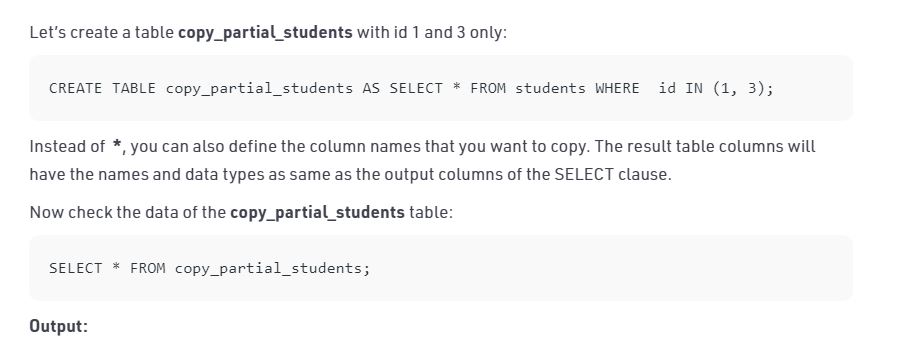 Let's create a table copy_partial_students with id 1 and 3 only:
CREATE TABLE copy_partial_students AS SELECT * FROM students WHERE  id IN (1, 3);
Instead of *, you can also define the column names that you want to copy. The result table columns will
have the names and data types as same as the output columns of the SELECT clause.
Now check the data of the copy_partial_students table:
SELECT * FROM copy_partial_students;
Output: